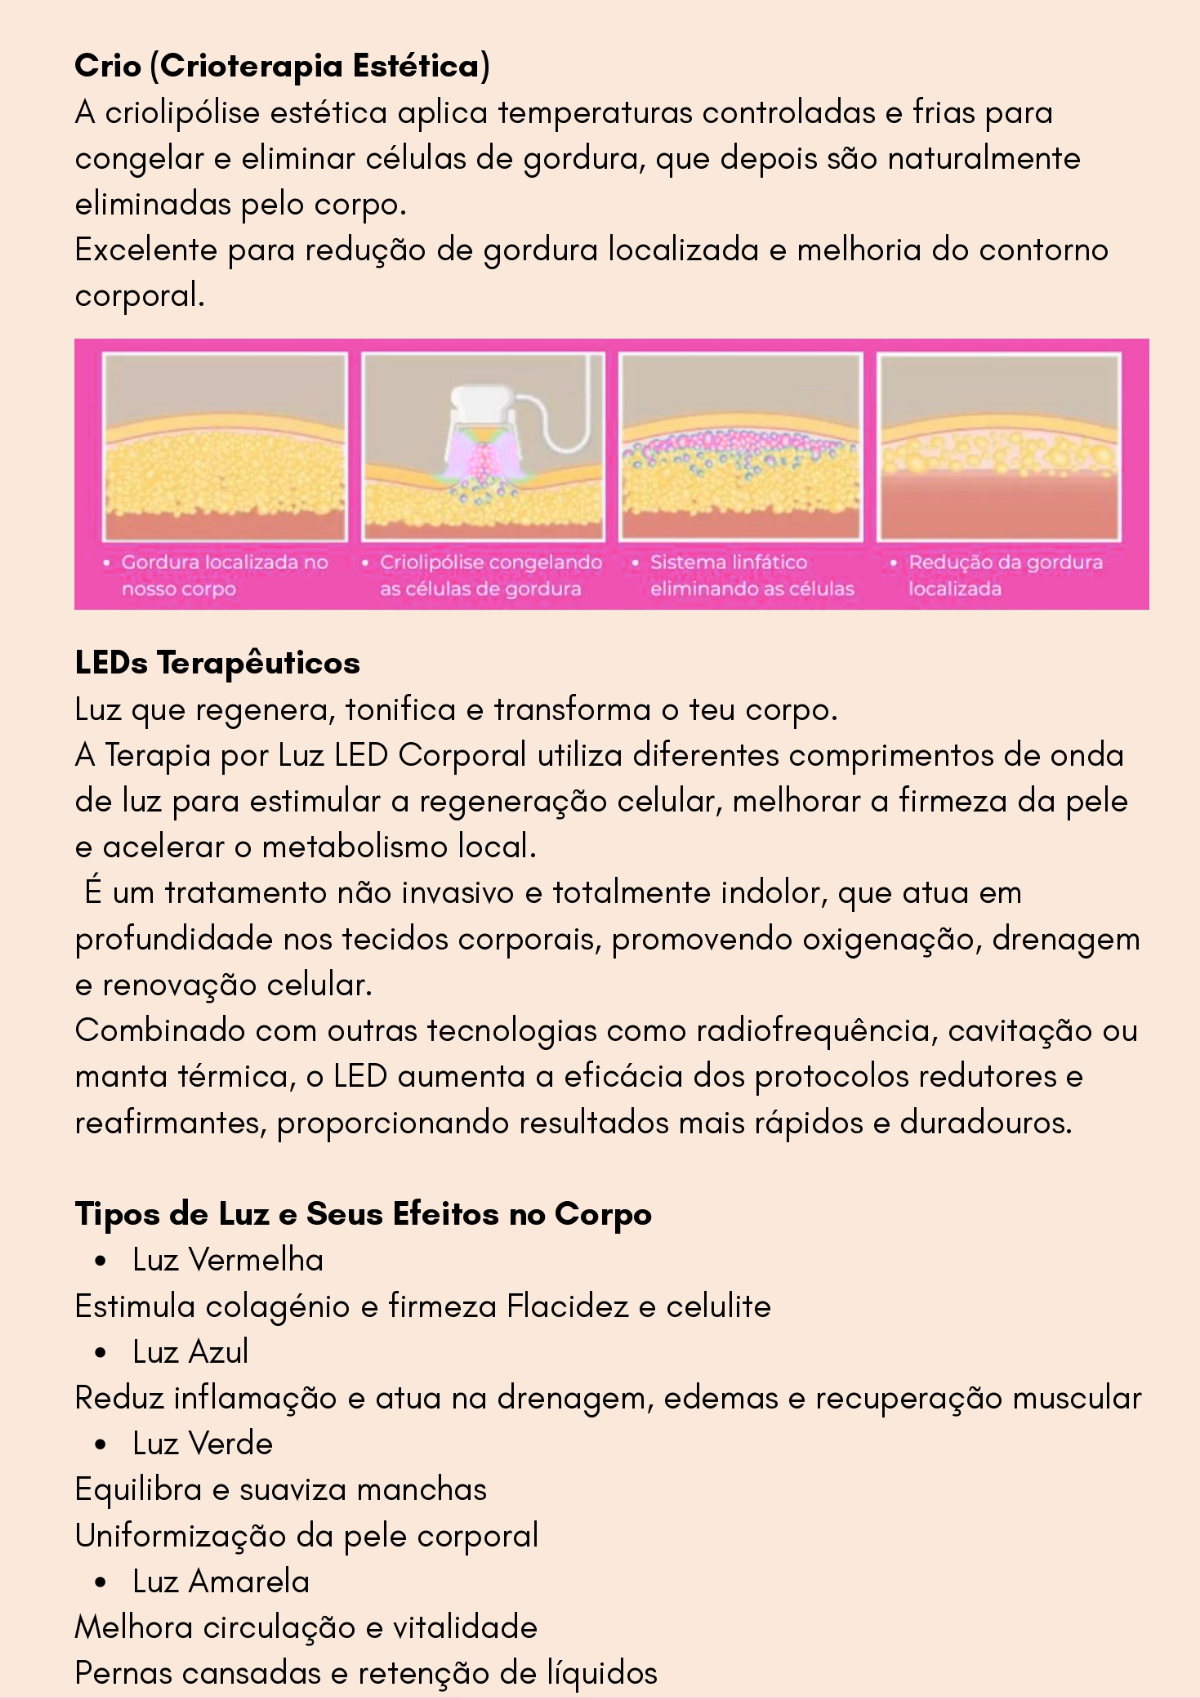 Crio (Crioterapia Estética)
A criolipólise estética aplica temperaturas controladas e frias para
congelar e eliminar células de gordura, que depois são naturalmente
eliminadas pelo corpo.
Excelente para redução de gordura localizada e melhoria do contorno
corporal.
• Gordura localizada no
nosso corpo
• Criolipólise congelando
as células de gordura
• Sistema linfático
eliminando as células
• Redução da gordura
localizada
LEDs Terapêuticos
Luz que regenera, tonifica e transforma o teu corpo.
A Terapia por Luz LED Corporal utiliza diferentes comprimentos de onda
de luz para estimular a regeneração celular, melhorar a firmeza da pele
e acelerar o metabolismo local.
É um tratamento não invasivo e totalmente indolor, que atua em
profundidade nos tecidos corporais, promovendo oxigenação, drenagem
e renovação celular.
Combinado com outras tecnologias como radiofrequência, cavitação ou
manta térmica, o LED aumenta a eficácia dos protocolos redutores e
reafirmantes, proporcionando resultados mais rápidos e duradouros.
Tipos de Luz e Seus Efeitos no Corpo
• Luz Vermelha
Estimula colagénio e firmeza Flacidez e celulite
• Luz Azul
Reduz inflamação e atua na drenagem, edemas e recuperação muscular
• Luz Verde
Equilibra e suaviza manchas
Uniformização da pele corporal
• Luz Amarela
Melhora circulação e vitalidade
Pernas cansadas e retenção de líquidos